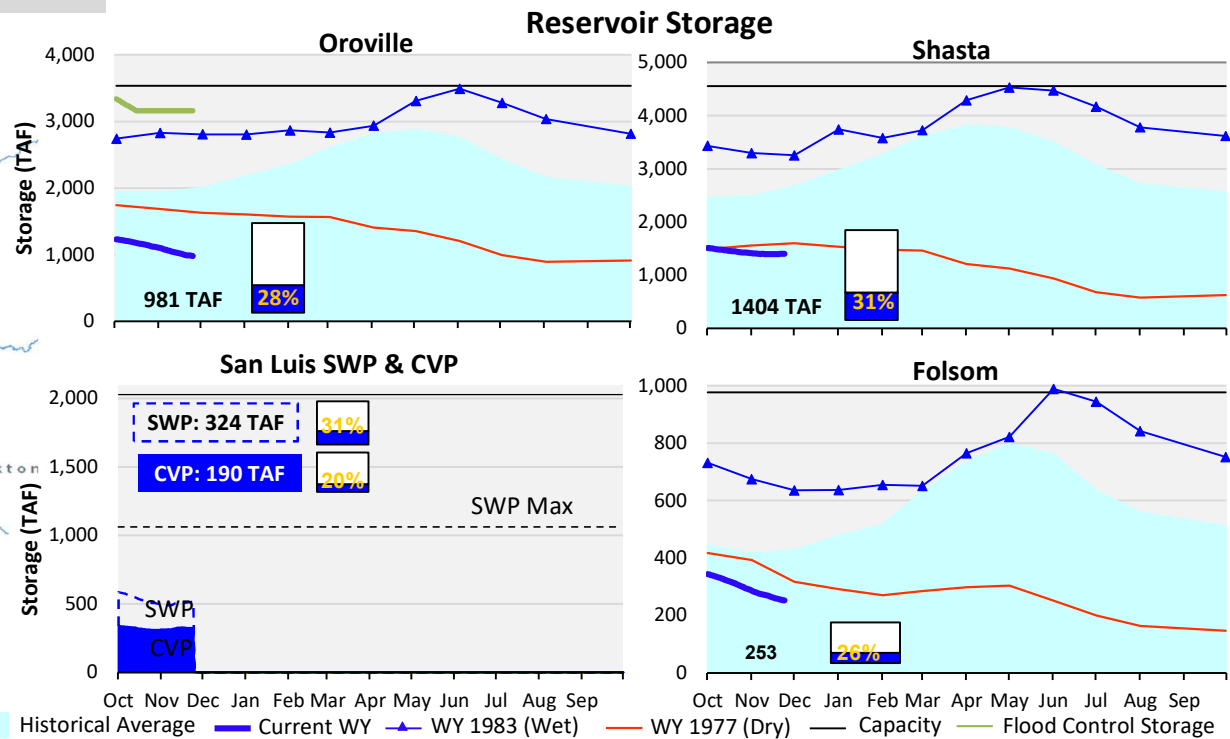 Reservoir Storage
Oroville
4,000
3,000
2,000
1,000
0
Storage (TAF)
981 TAF
28%
Shasta
5,000
4,000
3,000
2,000
1,000
0
1404 TAF
31%
San Luis SWP & CVP
2,000
1,500
1,000
500
0
Storage (TAF)
SWP: 324 TAF
31%
CVP: 190 TAF
20%
SWP Max
SWP
CVP
Oct Nov Dec Jan Feb Mar Apr May Jun Jul Aug Sep
Folsom
1,000
800
600
400
200
0
253
26%
Oct Nov Dec Jan Feb Mar Apr May Jun Jul Aug Sep
Historical Average Current WY WY 1983 (Wet) WY 1977 (Dry) Capacity Flood Control Storage